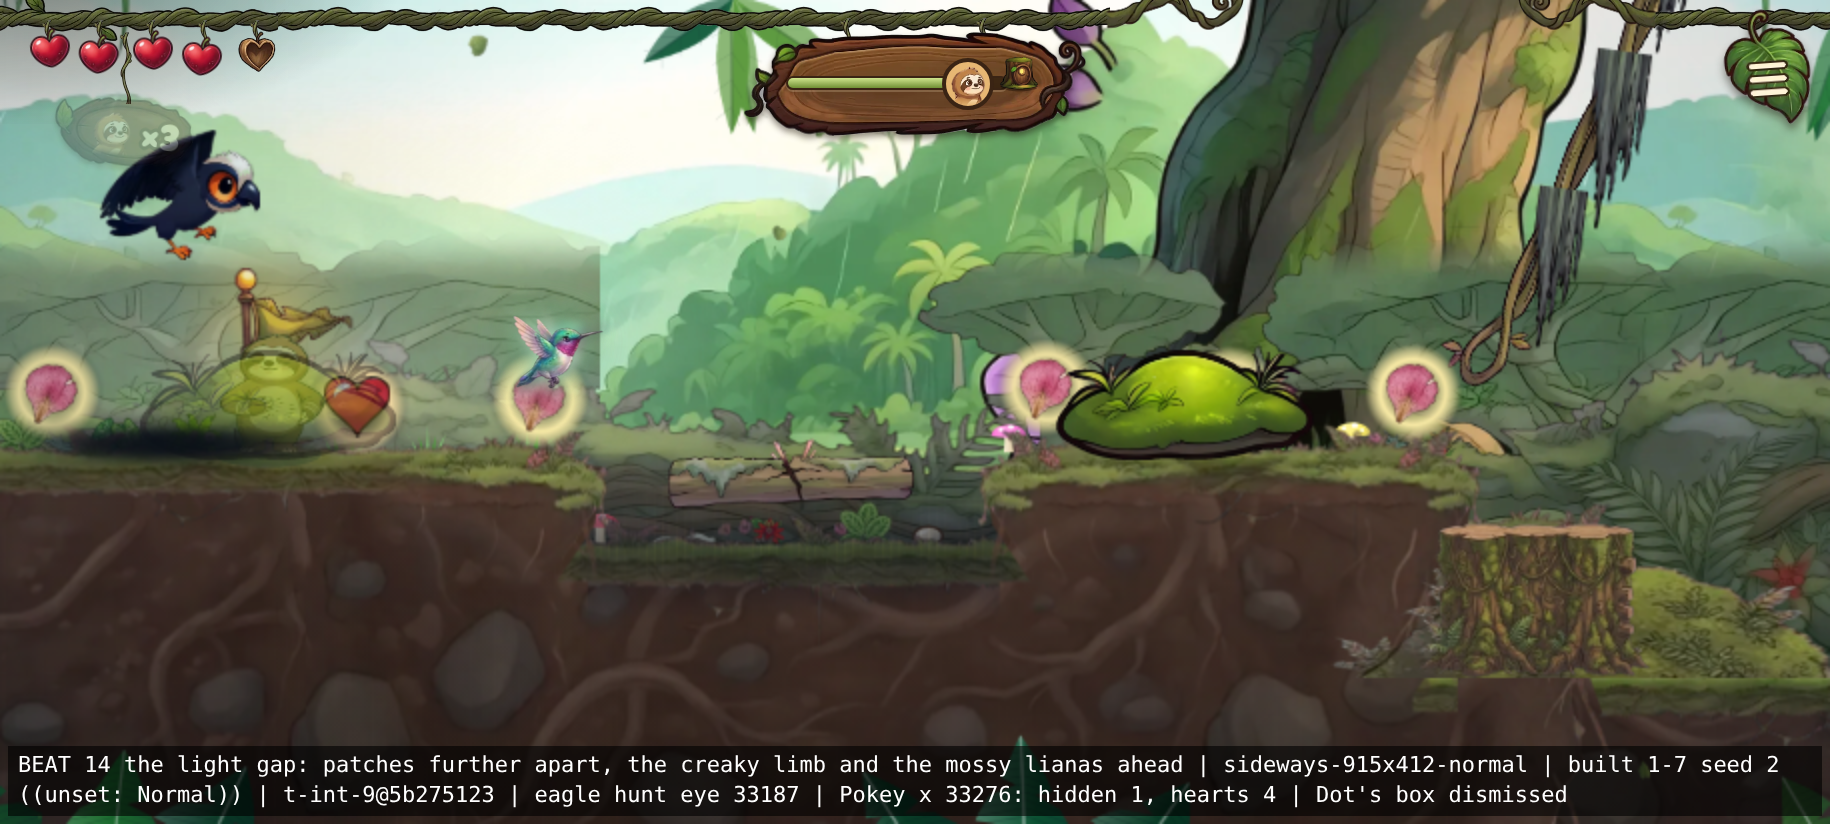 x3
BEAT 14 the light gap: patches further apart, the creaky limb and the mossy lianas ahead | sideways-915x412-normal | built 1-7 seed 2
((unset: Normal)) | t-int-9@5b275123 | eagle hunt eye 33187 | Pokey x 33276: hidden 1, hearts 4 | Dot's box dismissed